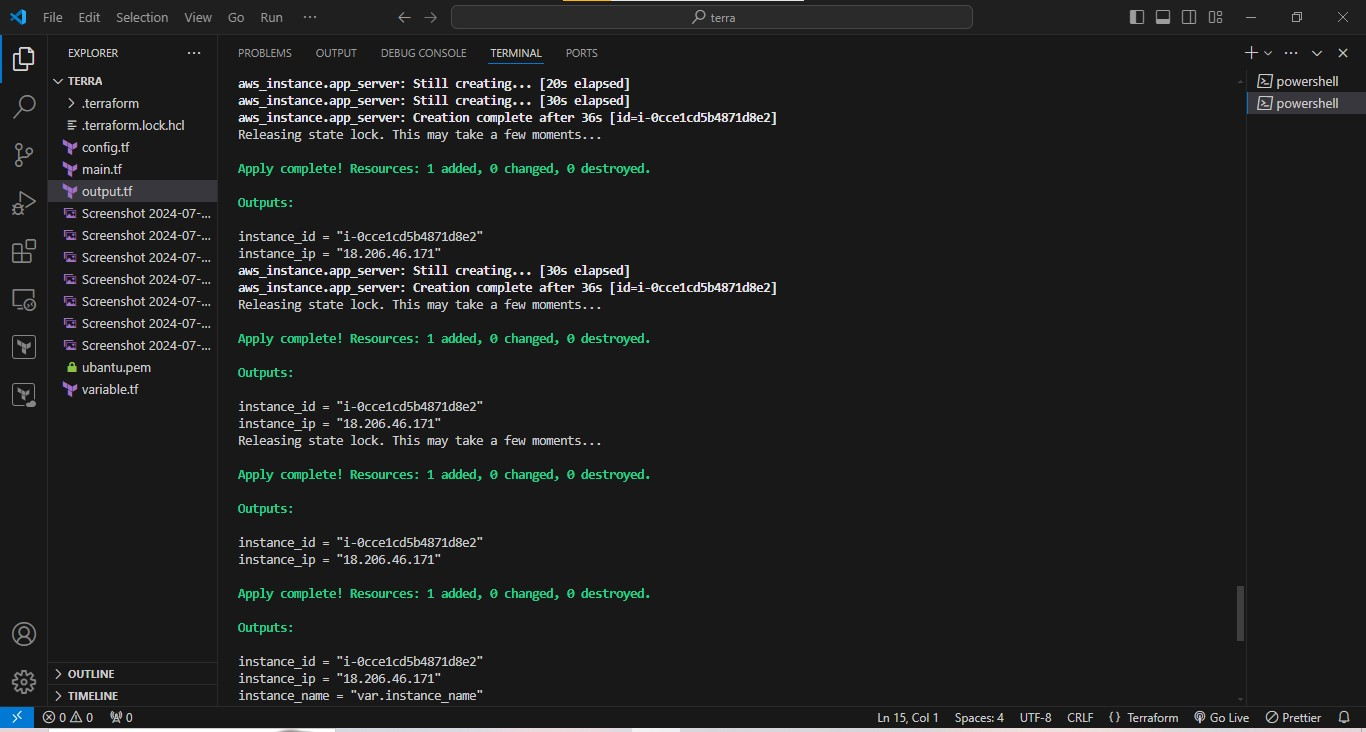 File Edit Selection View Go Run ··· terra
EXPLORER ···
TERRA
.terraform
.terraform.lock.hcl
config.tf
main.tf
output.tf
Screenshot 2024-07-...
Screenshot 2024-07-...
Screenshot 2024-07-...
Screenshot 2024-07-...
Screenshot 2024-07-...
Screenshot 2024-07-...
Screenshot 2024-07-...
ubantu.pem
variable.tf
OUTLINE
TIMELINE
PROBLEMS OUTPUT DEBUG CONSOLE TERMINAL PORTS
aws_instance.app_server: Still creating... [20s elapsed]
aws_instance.app_server: Still creating... [30s elapsed]
aws_instance.app_server: Creation complete after 36s [id=i-0cce1cd5b4871d8e2]
Releasing state lock. This may take a few moments...
Apply complete! Resources: 1 added, 0 changed, 0 destroyed.
Outputs:
instance_id = "i-0cce1cd5b4871d8e2"
instance_ip = "18.206.46.171"
aws_instance.app_server: Still creating... [30s elapsed]
aws_instance.app_server: Creation complete after 36s [id=i-0cce1cd5b4871d8e2]
Releasing state lock. This may take a few moments...
Apply complete! Resources: 1 added, 0 changed, 0 destroyed.
Outputs:
instance_id = "i-0cce1cd5b4871d8e2"
instance_ip = "18.206.46.171"
Releasing state lock. This may take a few moments...
Apply complete! Resources: 1 added, 0 changed, 0 destroyed.
Outputs:
instance_id = "i-0cce1cd5b4871d8e2"
instance_ip = "18.206.46.171"
Apply complete! Resources: 1 added, 0 changed, 0 destroyed.
Outputs:
instance_id = "i-0cce1cd5b4871d8e2"
instance_ip = "18.206.46.171"
instance_name = "var.instance_name"
powershell
powershell
0 0 0 Ln 15, Col 1 Spaces: 4 UTF-8 CRLF {} Terraform Go Live Prettier